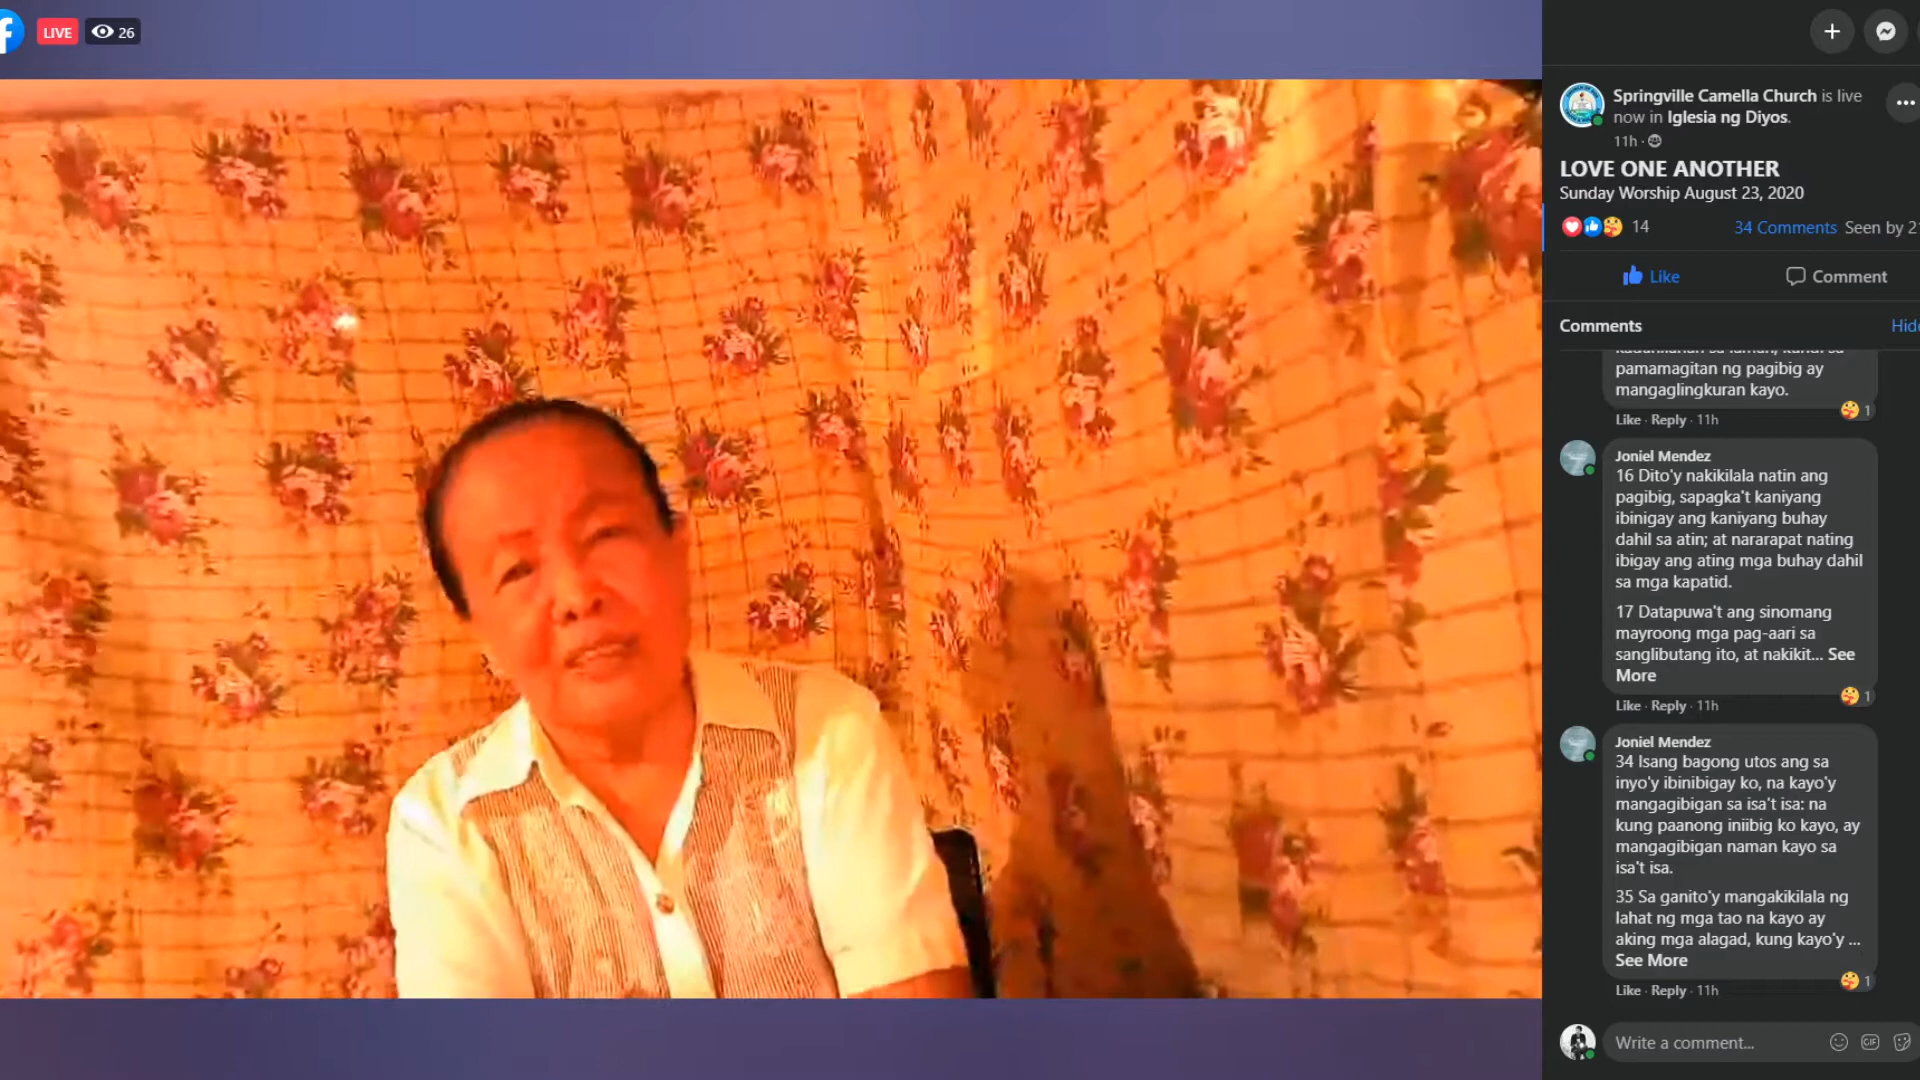 LIVE
26
Springville Camella Church is live
now in Iglesia ng Diyos.
11h ·
LOVE ONE ANOTHER
Sunday Worship August 23, 2020
14
34 Comments Seen by
Like
Comment
Comments
pamamagitan ng pagibig ay
mangaglingkuran kayo.
1
Like · Reply · 11h
Joniel Mendez
16 Dito'y nakikilala natin ang
pagibig, sapagka't kaniyang
ibinigay ang kaniyang buhay
dahil sa atin; at nararapat nating
ibigay ang ating mga buhay dahil
sa mga kapatid.
17 Datapuwa't ang sinomang
mayroong mga pag-aari sa
sanglibutang ito, at nakikit... See
More
1
Like · Reply · 11h
Joniel Mendez
34 Isang bagong utos ang sa
inyo'y ibinibigay ko, na kayo'y
mangagibigan sa isa't isa: na
kung paanong iniibig ko kayo, ay
mangagibigan naman kayo sa
isa't isa.
35 Sa ganito'y mangakikilala ng
lahat ng mga tao na kayo ay
aking mga alagad, kung kayo'y ...
See More
1
Like · Reply · 11h
Write a comment...
GIF